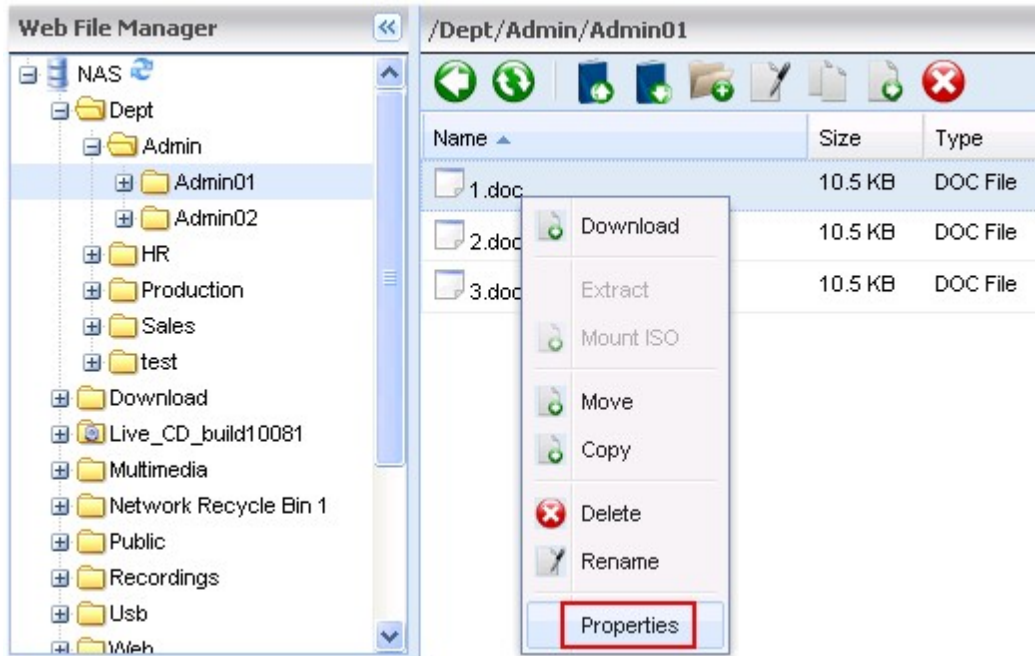 Web File Manager
NAS
Dept
Admin
Admin01
Admin02
HR
Production
Sales
test
Download
Live_CD_build10081
Multimedia
Network Recycle Bin 1
Public
Recordings
Usb
Web
/Dept/Admin/Admin01
Name Size Type
1.doc 10.5 KB DOC File
2.doc 10.5 KB DOC File
3.doc 10.5 KB DOC File
Download
Extract
Mount ISO
Move
Copy
Delete
Rename
Properties